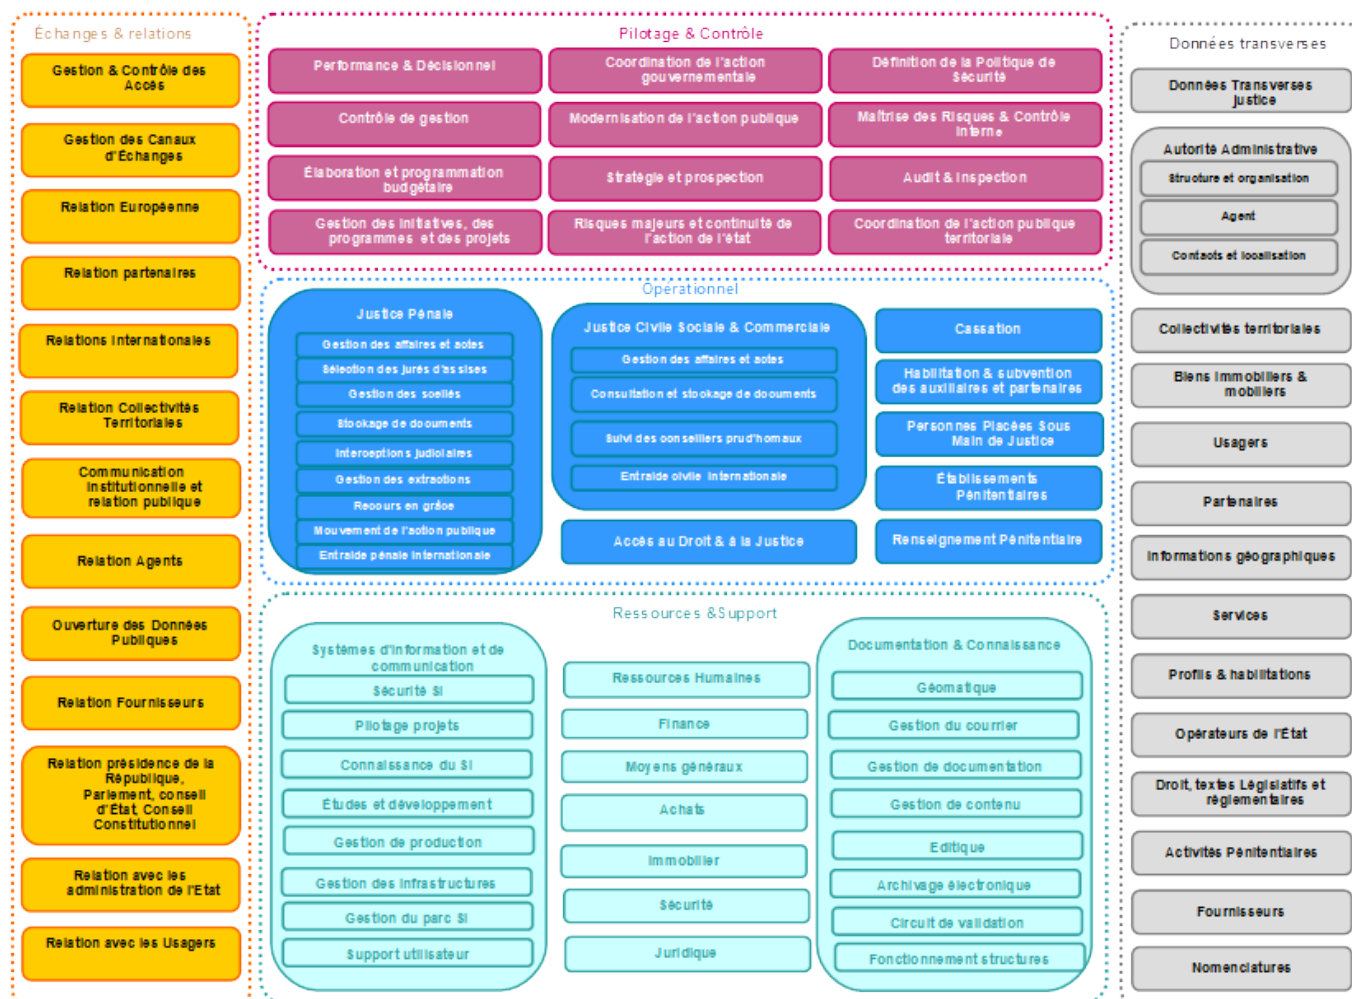 Échanges & relations
Gestion & Contrôle des
Accès
Gestion des Canaux
d'Échanges
Relation Européenne
Relation partenaires
Relations Internationales
Relation Collectivités
Territoriales
Communication
institutionnelle et
relation publique
Relation Agents
Ouverture des Données
Publiques
Relation Fournisseurs
Relation présidence de la
République,
Parlement, conseil
d'État, Conseil
Constitutionnel
Relation avec les
administration de l'Etat
Relation avec les Usagers
Pilotage & Contrôle
Performance & Décisionnel
Coordination de l'action
gouvernementale
Définition de la Politique de
Sécurité
Contrôle de gestion
Modernisation de l'action publique
Maîtrise des Risques & Contrôle
Interne
Élaboration et programmation
budgétaire
Stratégie et prospection
Audit & Inspection
Gestion des initiatives, des
programmes et des projets
Risques majeurs et continuité de
l'action de l'état
Coordination de l'action publique
territoriale
Opérationnel
Justice Pénale
Gestion des affaires et actes
Sélection des jurés d'assises
Gestion des scellés
Stockage de documents
Interceptions judiciaires
Gestion des extractions
Recours en grâce
Mouvement de l'action publique
Entraide pénale internationale
Justice Civile Sociale & Commerciale
Gestion des affaires et actes
Consultation et stockage de documents
Suivi des conseillers prud'homaux
Entraide civile internationale
Accès au Droit & à la Justice
Cassation
Habilitation & subvention
des auxiliaires et partenaires
Personnes Placées Sous
Main de Justice
Établissements
Pénitentiaires
Renseignement Pénitentiaire
Ressources &Support
Systèmes d'information et de
communication
Sécurité SI
Pilotage projets
Connaissance du SI
Études et développement
Gestion de production
Gestion des infrastructures
Gestion du parc SI
Support utilisateur
Ressources Humaines
Finance
Moyens généraux
Achats
Immobilier
Sécurité
Juridique
Documentation & Connaissance
Géomatique
Gestion du courrier
Gestion de documentation
Gestion de contenu
Editique
Archivage électronique
Circuit de validation
Fonctionnement structures
Données transverses
Données Transverses
justice
Autorité Administrative
Structure et organisation
Agent
Contacts et localisation
Collectivités territoriales
Biens immobiliers &
mobiliers
Usagers
Partenaires
Informations géographiques
Services
Profils & habilitations
Opérateurs de l'État
Droit, textes Législatifs et
réglementaires
Activités Pénitentiaires
Fournisseurs
Nomenclatures